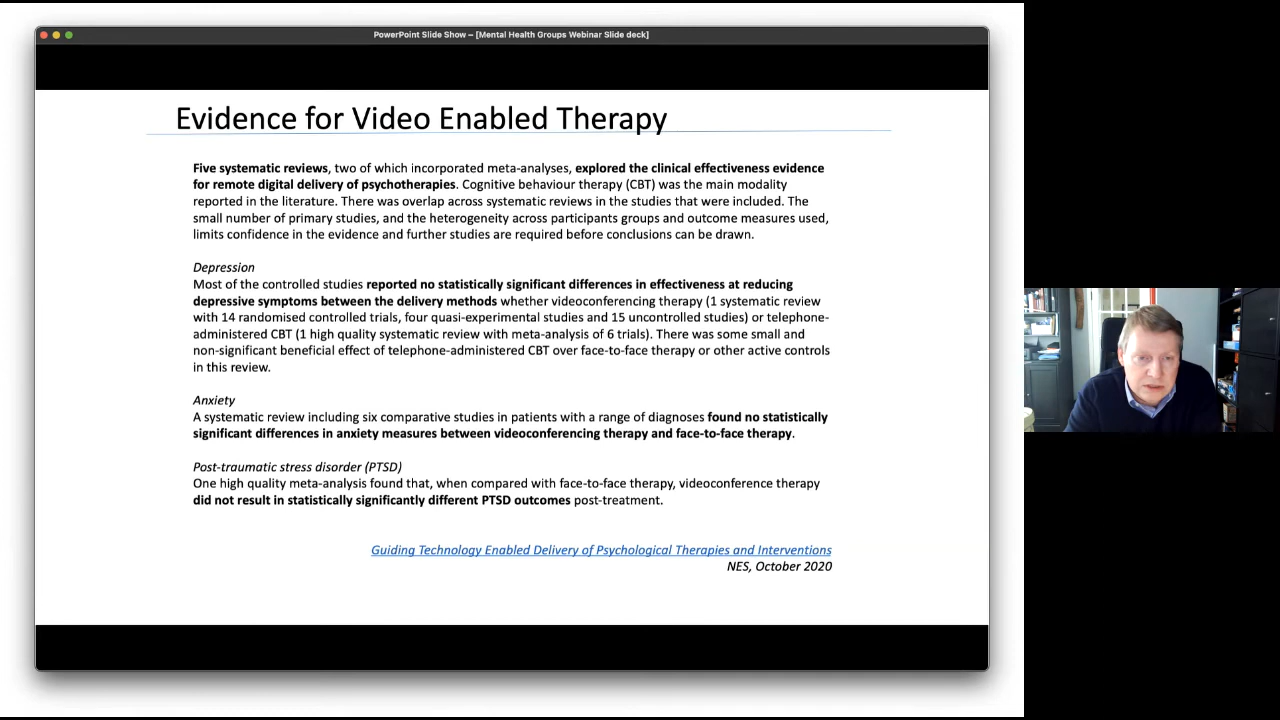 PowerPoint Slide Show – [Mental Health Groups Webinar Slide deck]
Evidence for Video Enabled Therapy
Five systematic reviews, two of which incorporated meta-analyses, explored the clinical effectiveness evidence
for remote digital delivery of psychotherapies. Cognitive behaviour therapy (CBT) was the main modality
reported in the literature. There was overlap across systematic reviews in the studies that were included. The
small number of primary studies, and the heterogeneity across participants groups and outcome measures used,
limits confidence in the evidence and further studies are required before conclusions can be drawn.
Depression
Most of the controlled studies reported no statistically significant differences in effectiveness at reducing
depressive symptoms between the delivery methods whether videoconferencing therapy (1 systematic review
with 14 randomised controlled trials, four quasi-experimental studies and 15 uncontrolled studies) or telephone-
administered CBT (1 high quality systematic review with meta-analysis of 6 trials). There was some small and
non-significant beneficial effect of telephone-administered CBT over face-to-face therapy or other active controls
in this review.
Anxiety
A systematic review including six comparative studies in patients with a range of diagnoses found no statistically
significant differences in anxiety measures between videoconferencing therapy and face-to-face therapy.
Post-traumatic stress disorder (PTSD)
One high quality meta-analysis found that, when compared with face-to-face therapy, videoconference therapy
did not result in statistically significantly different PTSD outcomes post-treatment.
Guiding Technology Enabled Delivery of Psychological Therapies and Interventions
NES, October 2020